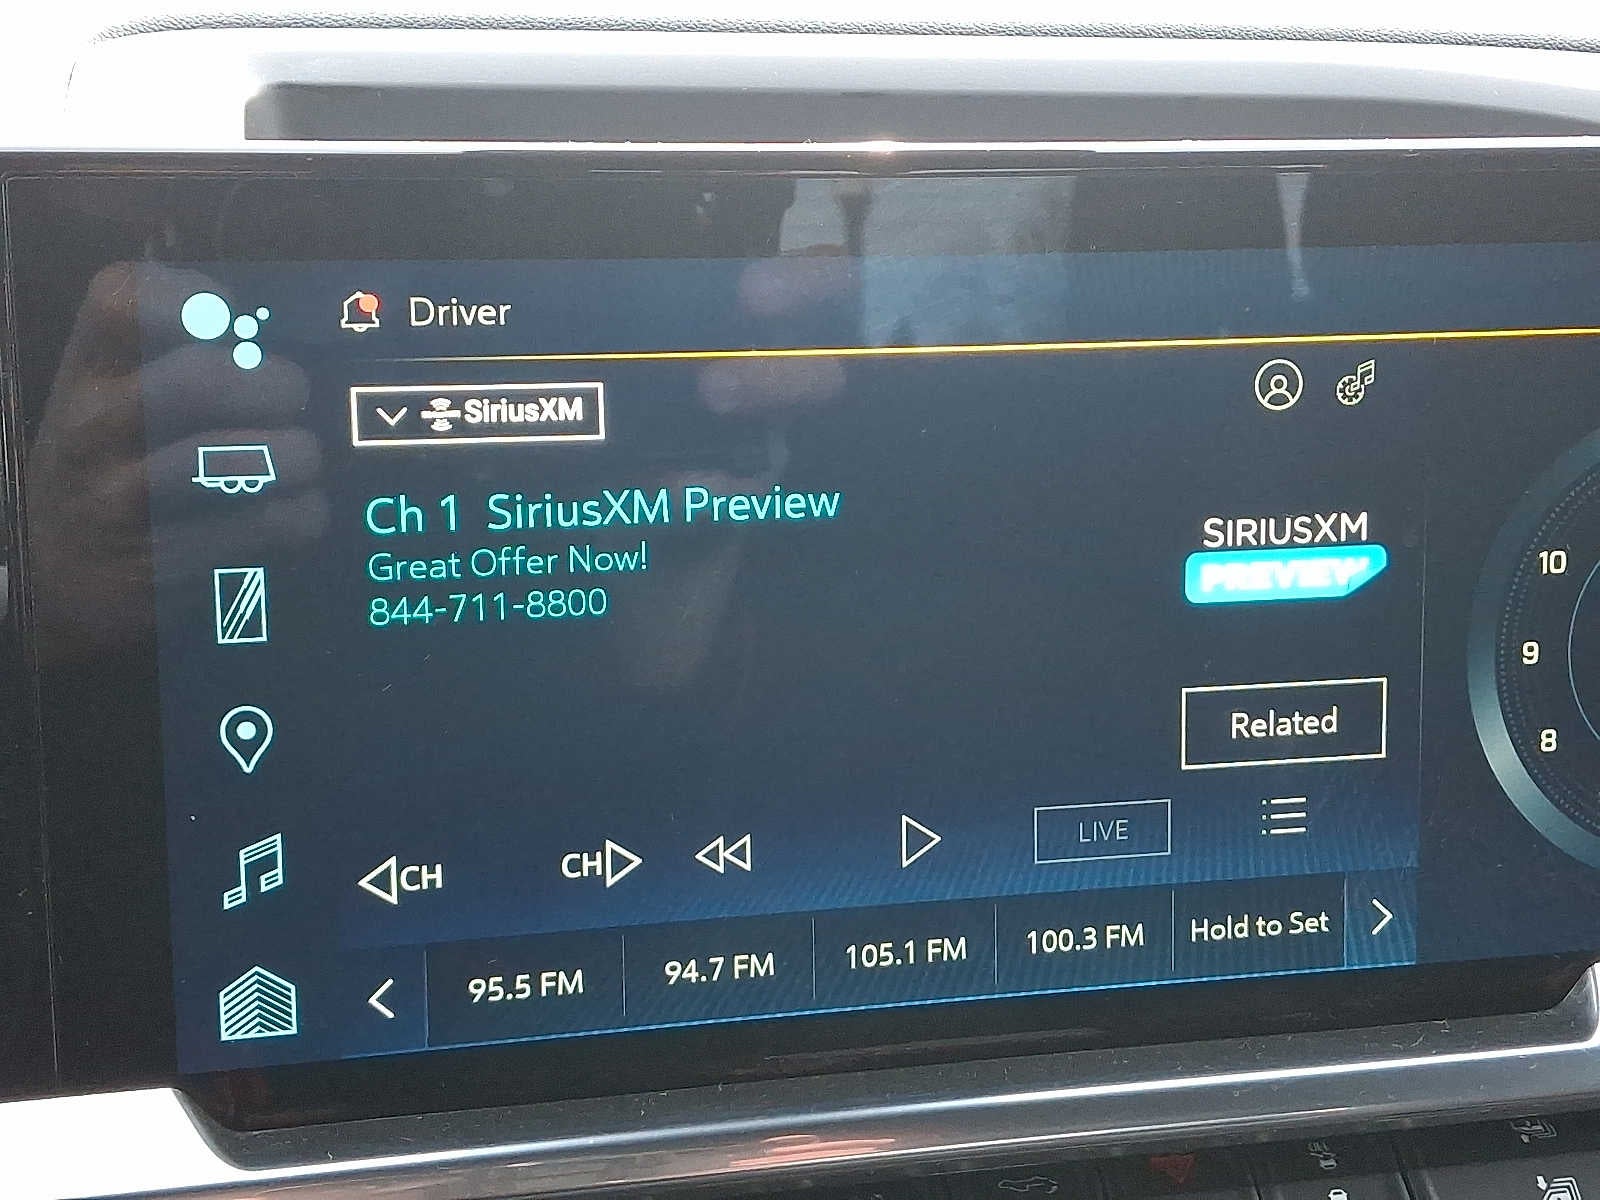 Driver
SiriusXM
Ch 1 SiriusXM Preview
Great Offer Now!
844-711-8800
SIRIUSXM
PREVIEW
Related
10
9
8
CH
CH
LIVE
95.5 FM
94.7 FM
105.1 FM
100.3 FM
Hold to Set